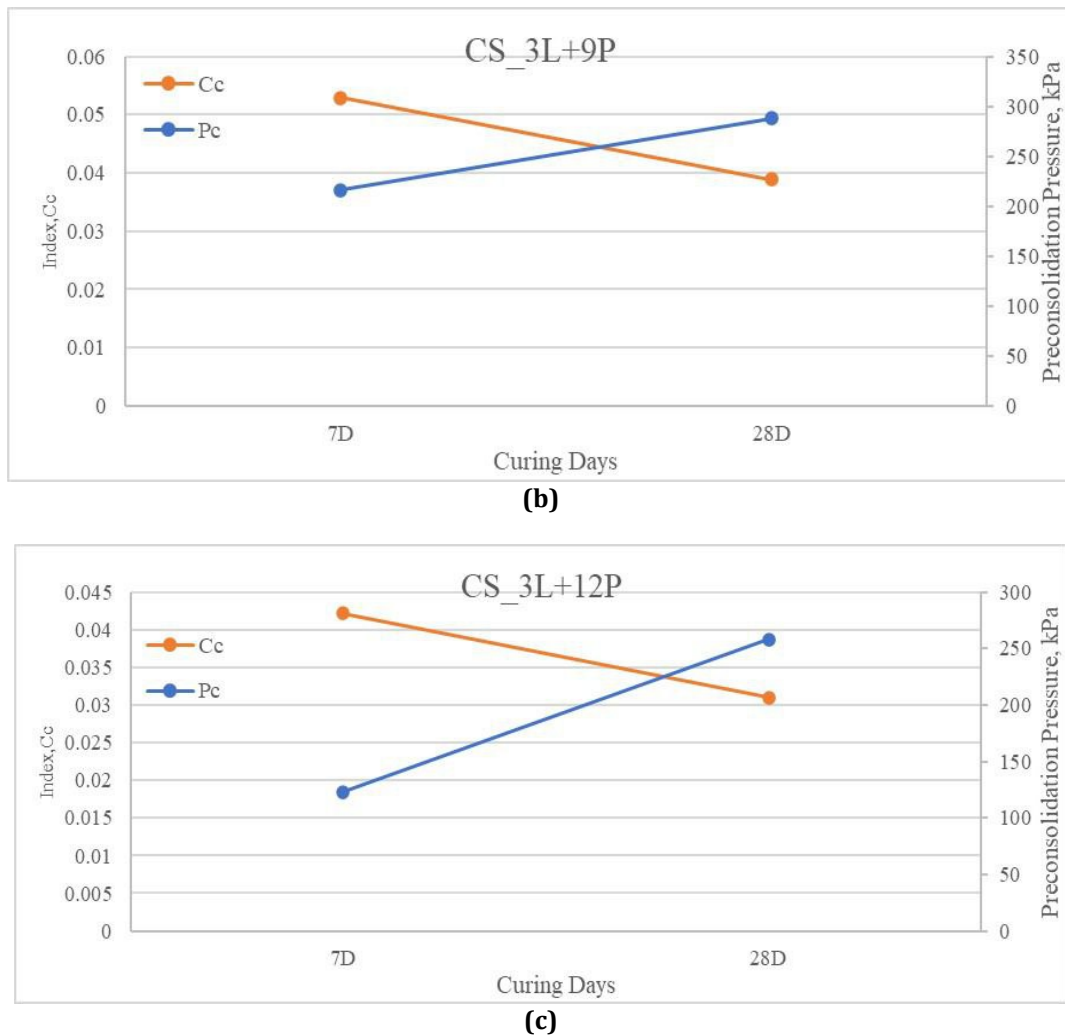 CS_3L+9P
0.06
0.05
0.04
0.03
0.02
0.01
0
Index,Cc
Cc
Pc
350
300
250
200
150
100
50
0
Preconsolidation Pressure, kPa
7D 28D
Curing Days
(b)
CS_3L+12P
0.045
0.04
0.035
0.03
0.025
0.02
0.015
0.01
0.005
0
Index,Cc
Cc
Pc
300
250
200
150
100
50
0
Preconsolidation Pressure, kPa
7D 28D
Curing Days
(c)